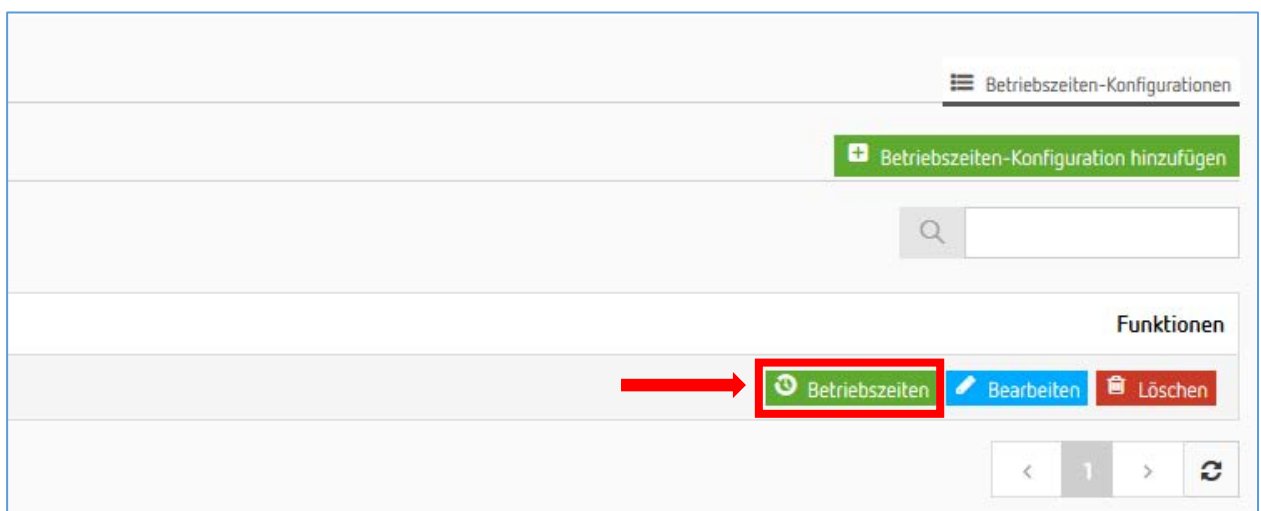 Betriebszeiten-Konfigurationen
Betriebszeiten-Konfiguration hinzufügen
Funktionen
Betriebszeiten Bearbeiten Löschen
< 1 >